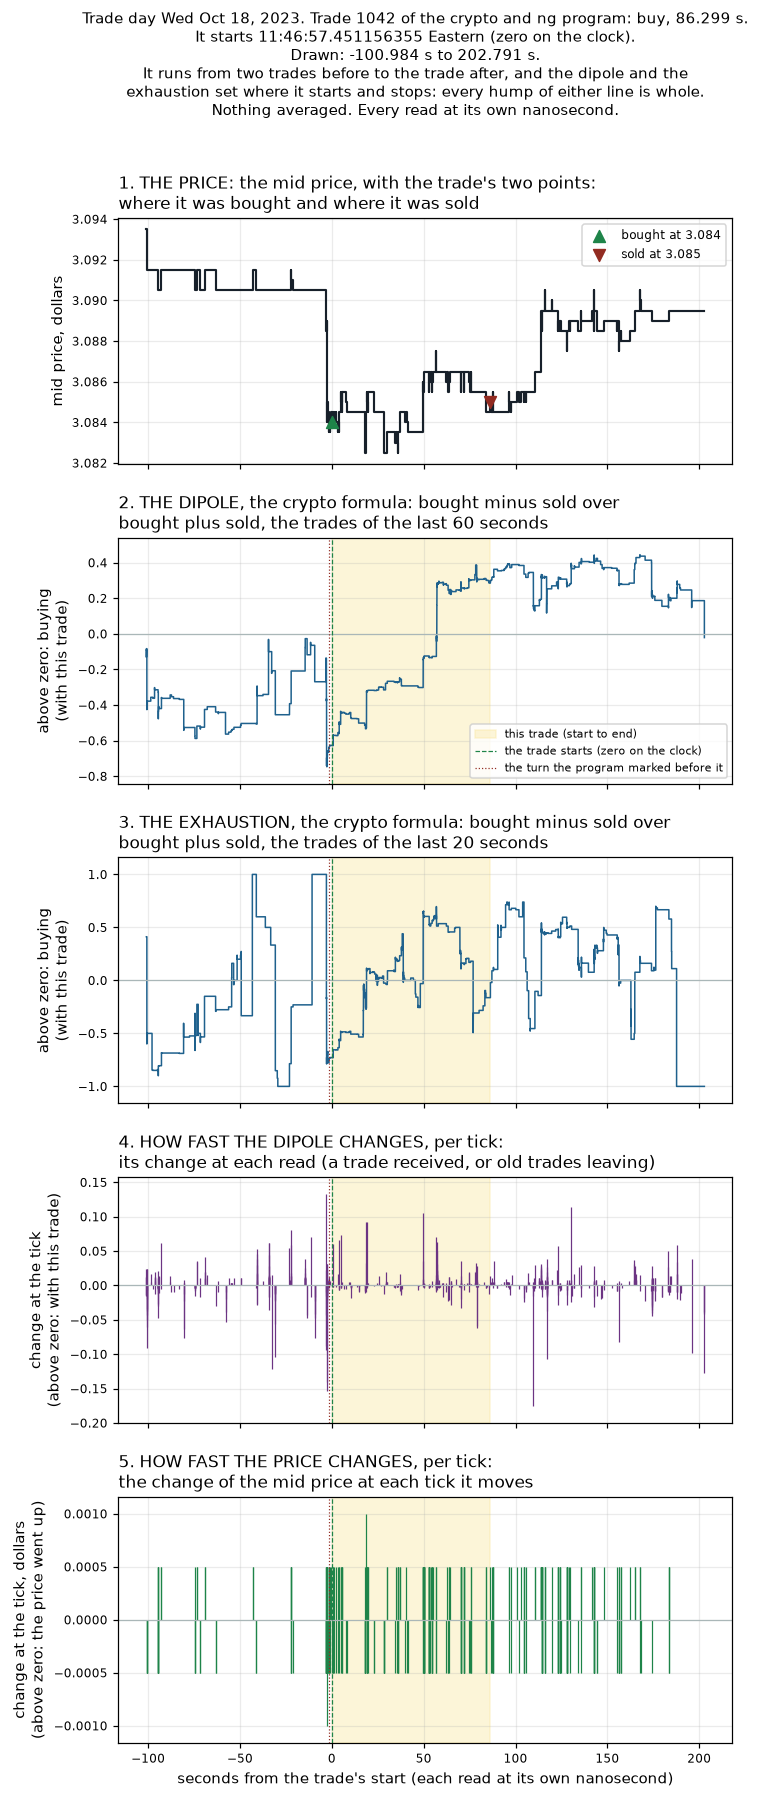 Trade day Wed Oct 18, 2023. Trade 1042 of the crypto and ng program: buy, 86.299 s.
It starts 11:46:57.451156355 Eastern (zero on the clock).
Drawn: -100.984 s to 202.791 s.
It runs from two trades before to the trade after, and the dipole and the
exhaustion set where it starts and stops: every hump of either line is whole.
Nothing averaged. Every read at its own nanosecond.
1. THE PRICE: the mid price, with the trade's two points:
where it was bought and where it was sold
mid price, dollars
3.094
3.092
3.090
3.088
3.086
3.084
3.082
bought at 3.084
sold at 3.085
2. THE DIPOLE, the crypto formula: bought minus sold over
bought plus sold, the trades of the last 60 seconds
above zero: buying
(with this trade)
0.4
0.2
0.0
−0.2
−0.4
−0.6
−0.8
this trade (start to end)
the trade starts (zero on the clock)
the turn the program marked before it
3. THE EXHAUSTION, the crypto formula: bought minus sold over
bought plus sold, the trades of the last 20 seconds
above zero: buying
(with this trade)
1.0
0.5
0.0
−0.5
−1.0
4. HOW FAST THE DIPOLE CHANGES, per tick:
its change at each read (a trade received, or old trades leaving)
change at the tick
(above zero: with this trade)
0.15
0.10
0.05
0.00
−0.05
−0.10
−0.15
−0.20
5. HOW FAST THE PRICE CHANGES, per tick:
the change of the mid price at each tick it moves
change at the tick, dollars
(above zero: the price went up)
0.0010
0.0005
0.0000
−0.0005
−0.0010
−100
−50
0
50
100
150
200
seconds from the trade's start (each read at its own nanosecond)